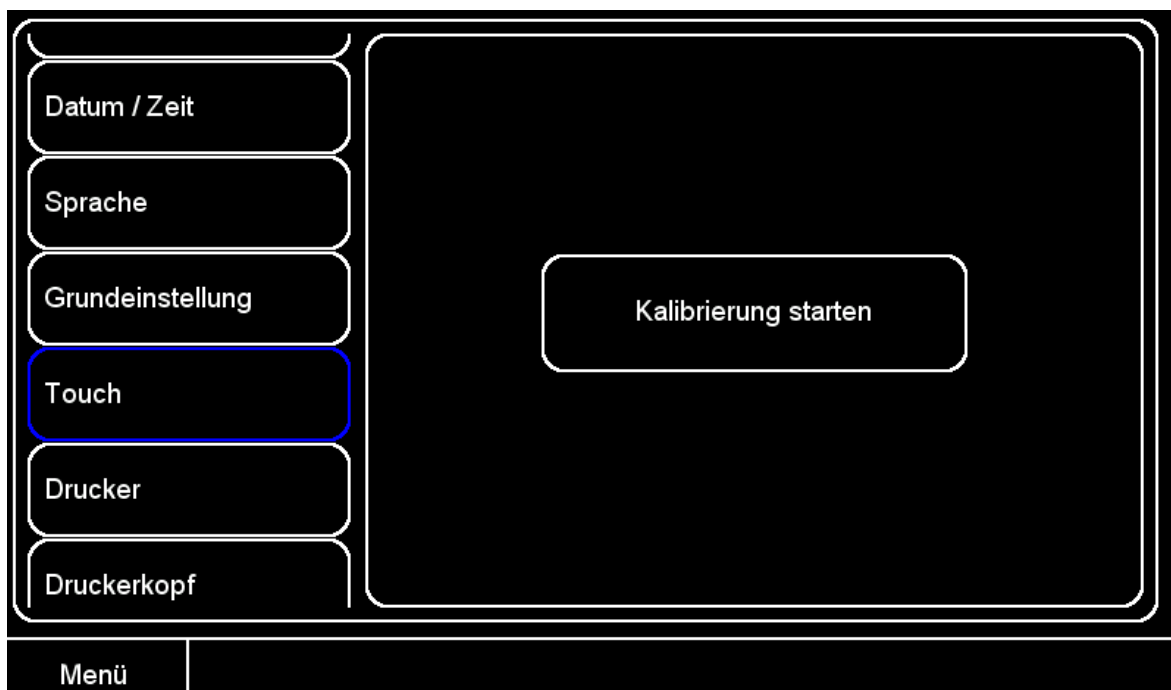 Datum / Zeit
Sprache
Grundeinstellung
Touch
Drucker
Druckerkopf
Kalibrierung starten
Menü